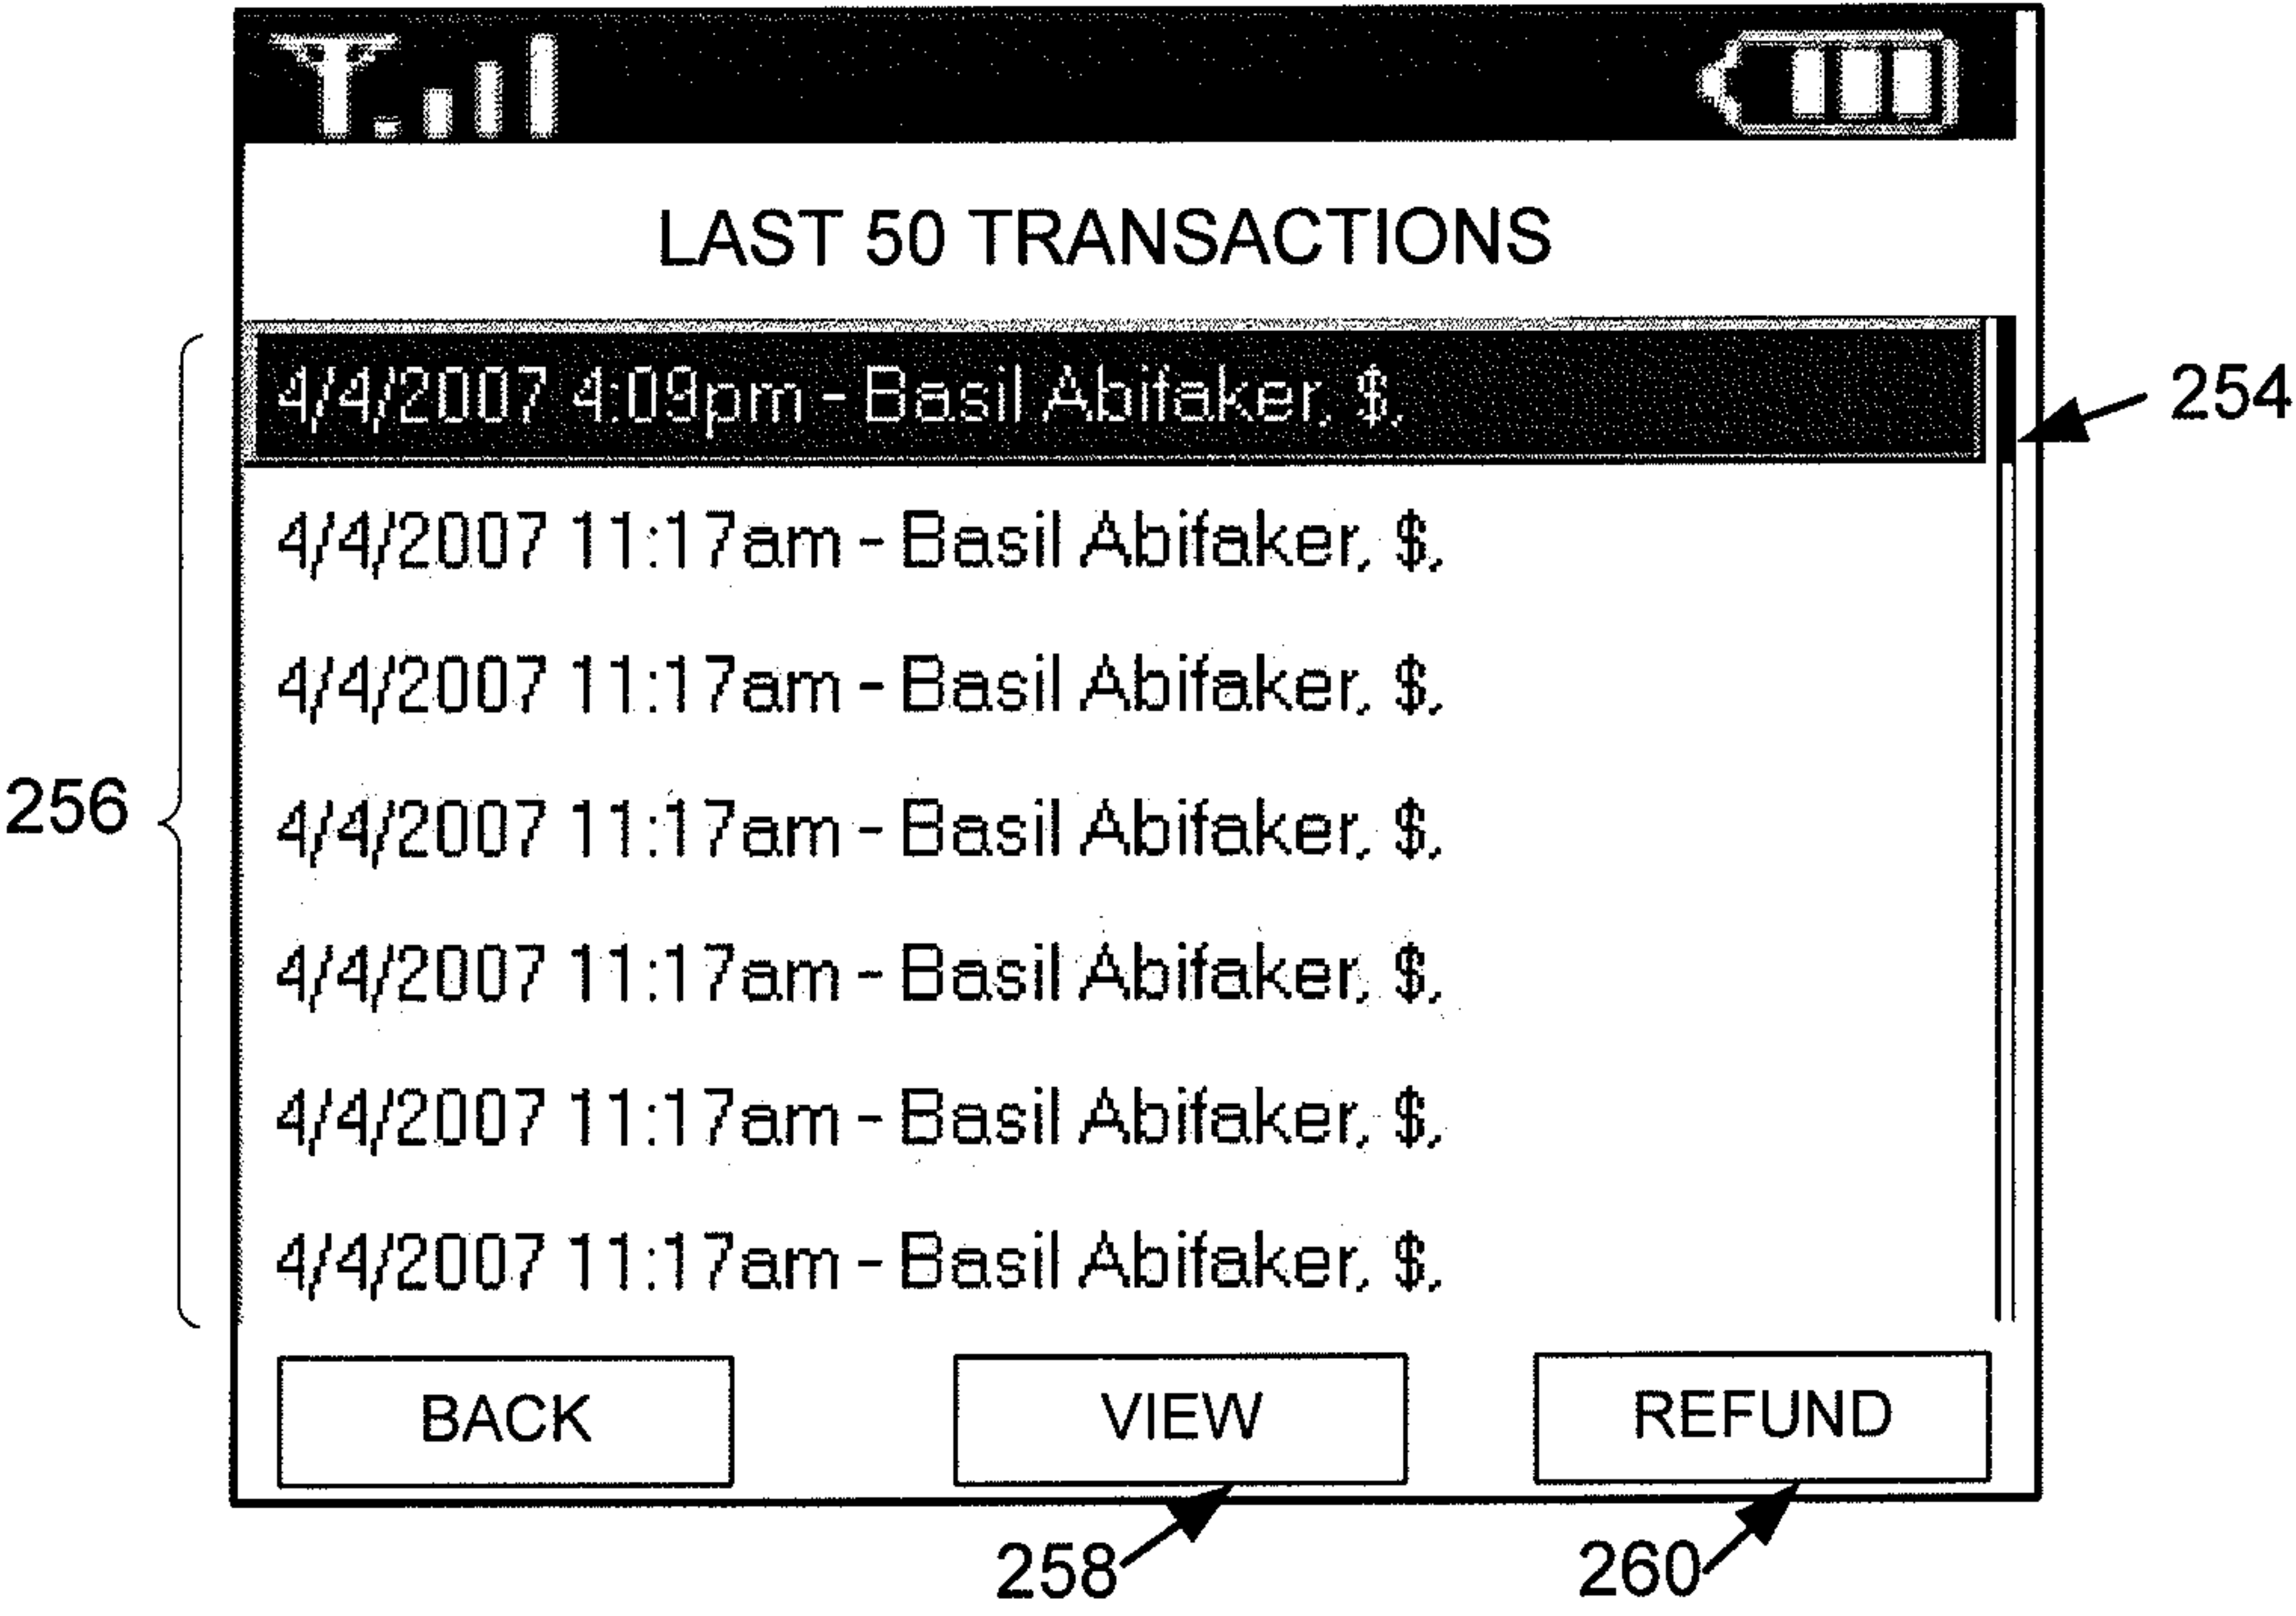 LAST 50 TRANSACTIONS
4/4/2007 4:09pm - Basil Abifaker, $,
254
4/4/2007 11:17am - Basil Abifaker, $,
4/4/2007 11:17am - Basil Abifaker, $,
256
4/4/2007 11:17am - Basil Abifaker, $,
4/4/2007 11:17am - Basil Abifaker, $,
4/4/2007 11:17am - Basil Abifaker, $,
4/4/2007 11:17am - Basil Abifaker, $,
BACK VIEW REFUND
258 260